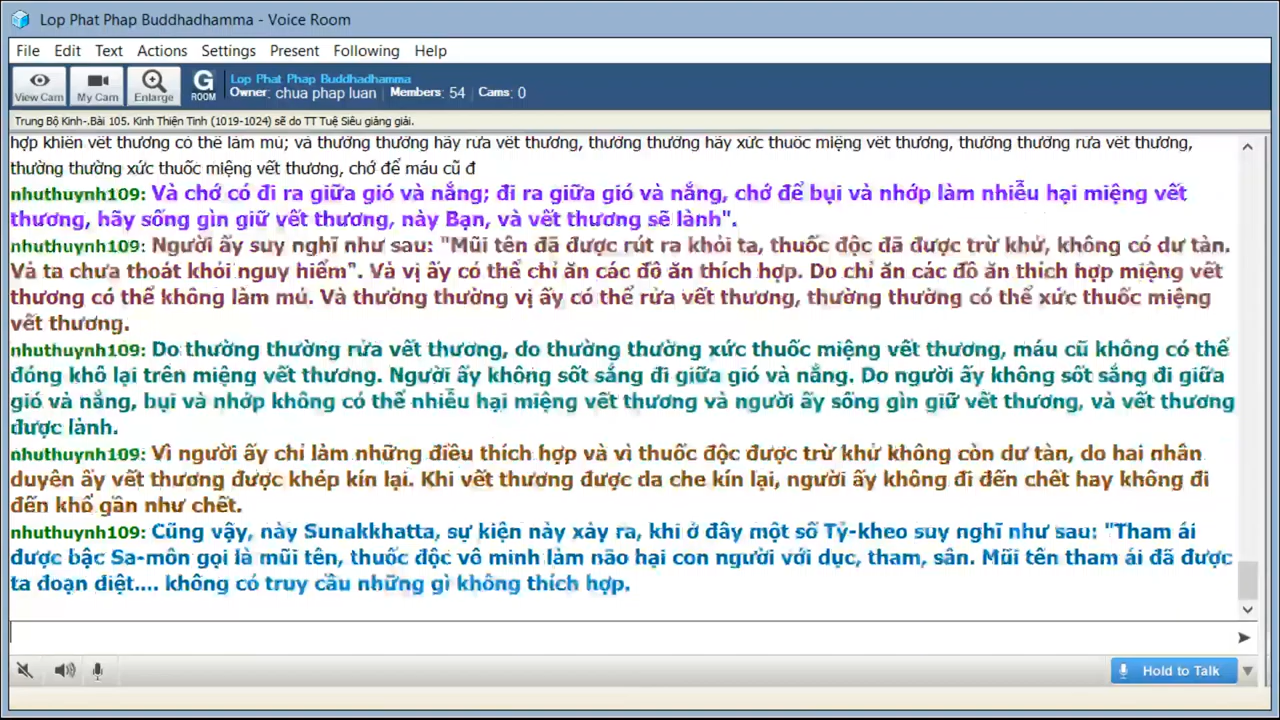 Lop Phat Phap Buddhadhamma - Voice Room
File Edit Text Actions Settings Present Following Help
View Cam My Cam Enlarge G ROOM Lop Phat Phap Buddhadhamma
Owner: chua phap luan Members: 54 Cams: 0
Trung Bộ Kinh-.Bài 105. Kinh Thiện Tinh (1019-1024) sẽ do TT Tuệ Siêu giảng giải.
hợp khiến vết thương có thể làm mủ; và thường thường hãy rửa vết thương, thường thường hãy xức thuốc miệng vết thương, thường thường rửa vết thương,
thường thường xức thuốc miệng vết thương, chớ để máu cũ đ
nhuthuynh109: Và chớ có đi ra giữa gió và nắng; đi ra giữa gió và nắng, chớ để bụi và nhớp làm nhiễu hại miệng vết
thương, hãy sống gìn giữ vết thương, này Bạn, và vết thương sẽ lành".
nhuthuynh109: Người ấy suy nghĩ như sau: "Mũi tên đã được rút ra khỏi ta, thuốc độc đã được trừ khử, không có dư tàn.
Và ta chưa thoát khỏi nguy hiểm". Và vị ấy có thể chỉ ăn các đồ ăn thích hợp. Do chỉ ăn các đồ ăn thích hợp miệng vết
thương có thể không làm mủ. Và thường thường vị ấy có thể rửa vết thương, thường thường có thể xức thuốc miệng
vết thương.
nhuthuynh109: Do thường thường rửa vết thương, do thường thường xức thuốc miệng vết thương, máu cũ không có thể
đóng khô lại trên miệng vết thương. Người ấy không sốt sắng đi giữa gió và nắng. Do người ấy không sốt sắng đi giữa
gió và nắng, bụi và nhớp không có thể nhiễu hại miệng vết thương và người ấy sống gìn giữ vết thương, và vết thương
được lành.
nhuthuynh109: Vì người ấy chỉ làm những điều thích hợp và vì thuốc độc được trừ khử không còn dư tàn, do hai nhân
duyên ấy vết thương được khép kín lại. Khi vết thương được da che kín lại, người ấy không đi đến chết hay không đi
đến khổ gần như chết.
nhuthuynh109: Cũng vậy, này Sunakkhatta, sự kiện này xảy ra, khi ở đây một số Tỷ-kheo suy nghĩ như sau: "Tham ái
được bậc Sa-môn gọi là mũi tên, thuốc độc vô minh làm não hại con người với dục, tham, sân. Mũi tên tham ái đã được
ta đoạn diệt.... không có truy cầu những gì không thích hợp.
Hold to Talk